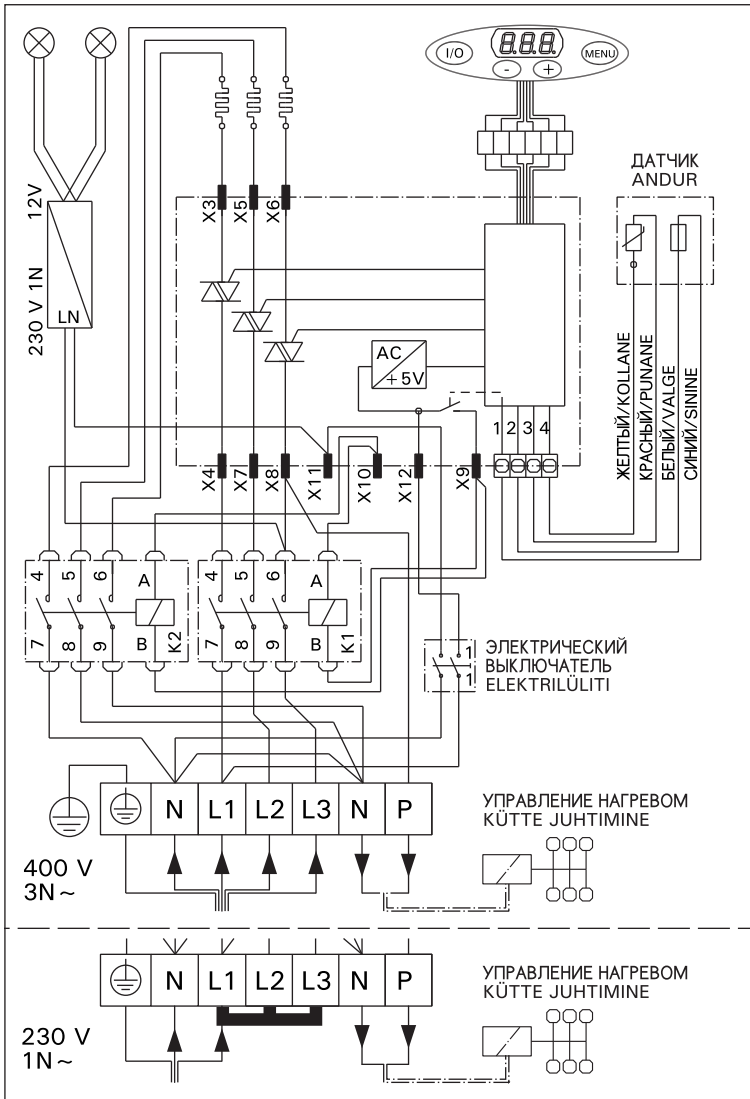 I/O
8.8.8.
MENU
-
+
ДАТЧИК
ANDUR
12V
230 V 1N
LN
X3
X5
X6
AC
+5V
ЖЕЛТЫЙ/KOLLANE
КРАСНЫЙ/PUNANE
БЕЛЫЙ/VALGE
СИНИЙ/SININE
1 2 3 4
X4
X7
X8
X11
X10
X12
X9
4 5 6 A
7 8 9 B K2
4 5 6 A
7 8 9 B K1
1
1
ЭЛЕКТРИЧЕСКИЙ
ВЫКЛЮЧАТЕЛЬ
ELEKTRILÜLITI
N L1 L2 L3 N P
УПРАВЛЕНИЕ НАГРЕВОМ
KÜTTE JUHTIMINE
400 V
3N~
N L1 L2 L3 N P
УПРАВЛЕНИЕ НАГРЕВОМ
KÜTTE JUHTIMINE
230 V
1N~